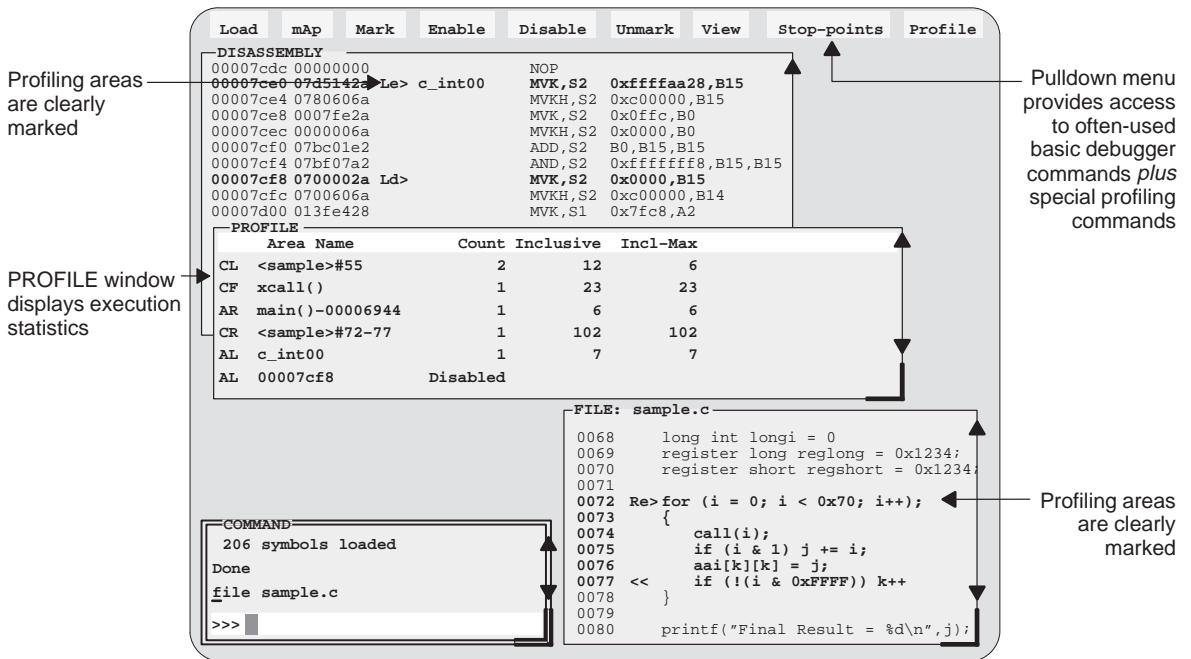 Load mAp Mark Enable Disable Unmark View Stop–points Profile
DISASSEMBLY
00007cdc 00000000 NOP
00007ce0 07d5142a Le> c_int00 MVK,S2 0xffffaa28,B15
00007ce4 0780606a MVKH,S2 0xc00000,B15
00007ce8 0007fe2a MVK,S2 0x0ffc,B0
00007cec 0000006a MVKH,S2 0x0000,B0
00007cf0 07bc01e2 ADD,S2 B0,B15,B15
00007cf4 07bf07a2 AND,S2 0xfffffff8,B15,B15
00007cf8 0700002a Ld> MVK,S2 0x0000,B15
00007cfc 0700606a MVKH,S2 0xc00000,B14
00007d00 013fe428 MVK,S1 0x7fc8,A2
Profiling areas
are clearly
marked
Pulldown menu
provides access
to often-used
basic debugger
commands plus
special profiling
commands
PROFILE
Area Name Count Inclusive Incl–Max
CL <sample>#55 2 12 6
CF xcall() 1 23 23
AR main()–00006944 1 6 6
CR <sample>#72–77 1 102 102
AL c_int00 1 7 7
AL 00007cf8 Disabled
PROFILE window
displays execution
statistics
FILE: sample.c
0068 long int longi = 0
0069 register long reglong = 0x1234;
0070 register short regshort = 0x1234;
0071
0072 Re>for (i = 0; i < 0x70; i++);
0073 {
0074 call(i);
0075 if (i & 1) j += i;
0076 aai[k][k] = j;
0077 << if (!(i & 0xFFFF)) k++
0078 }
0079
0080 printf("Final Result = %d\n",j);
Profiling areas
are clearly
marked
COMMAND
206 symbols loaded
Done
file sample.c
>>>